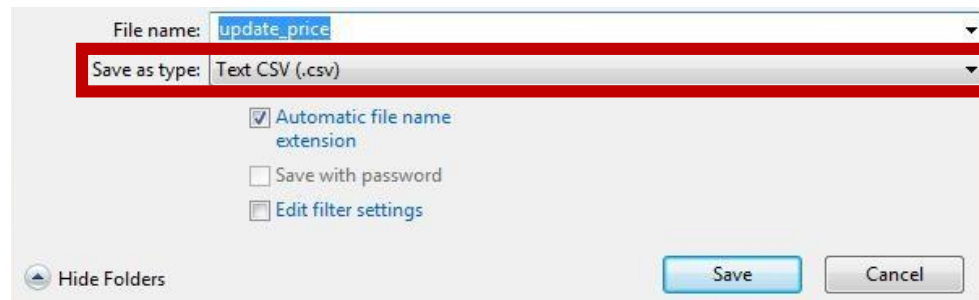 File name: update_price
Save as type: Text CSV (.csv)
Automatic file name
extension
Save with password
Edit filter settings
Hide Folders Save Cancel